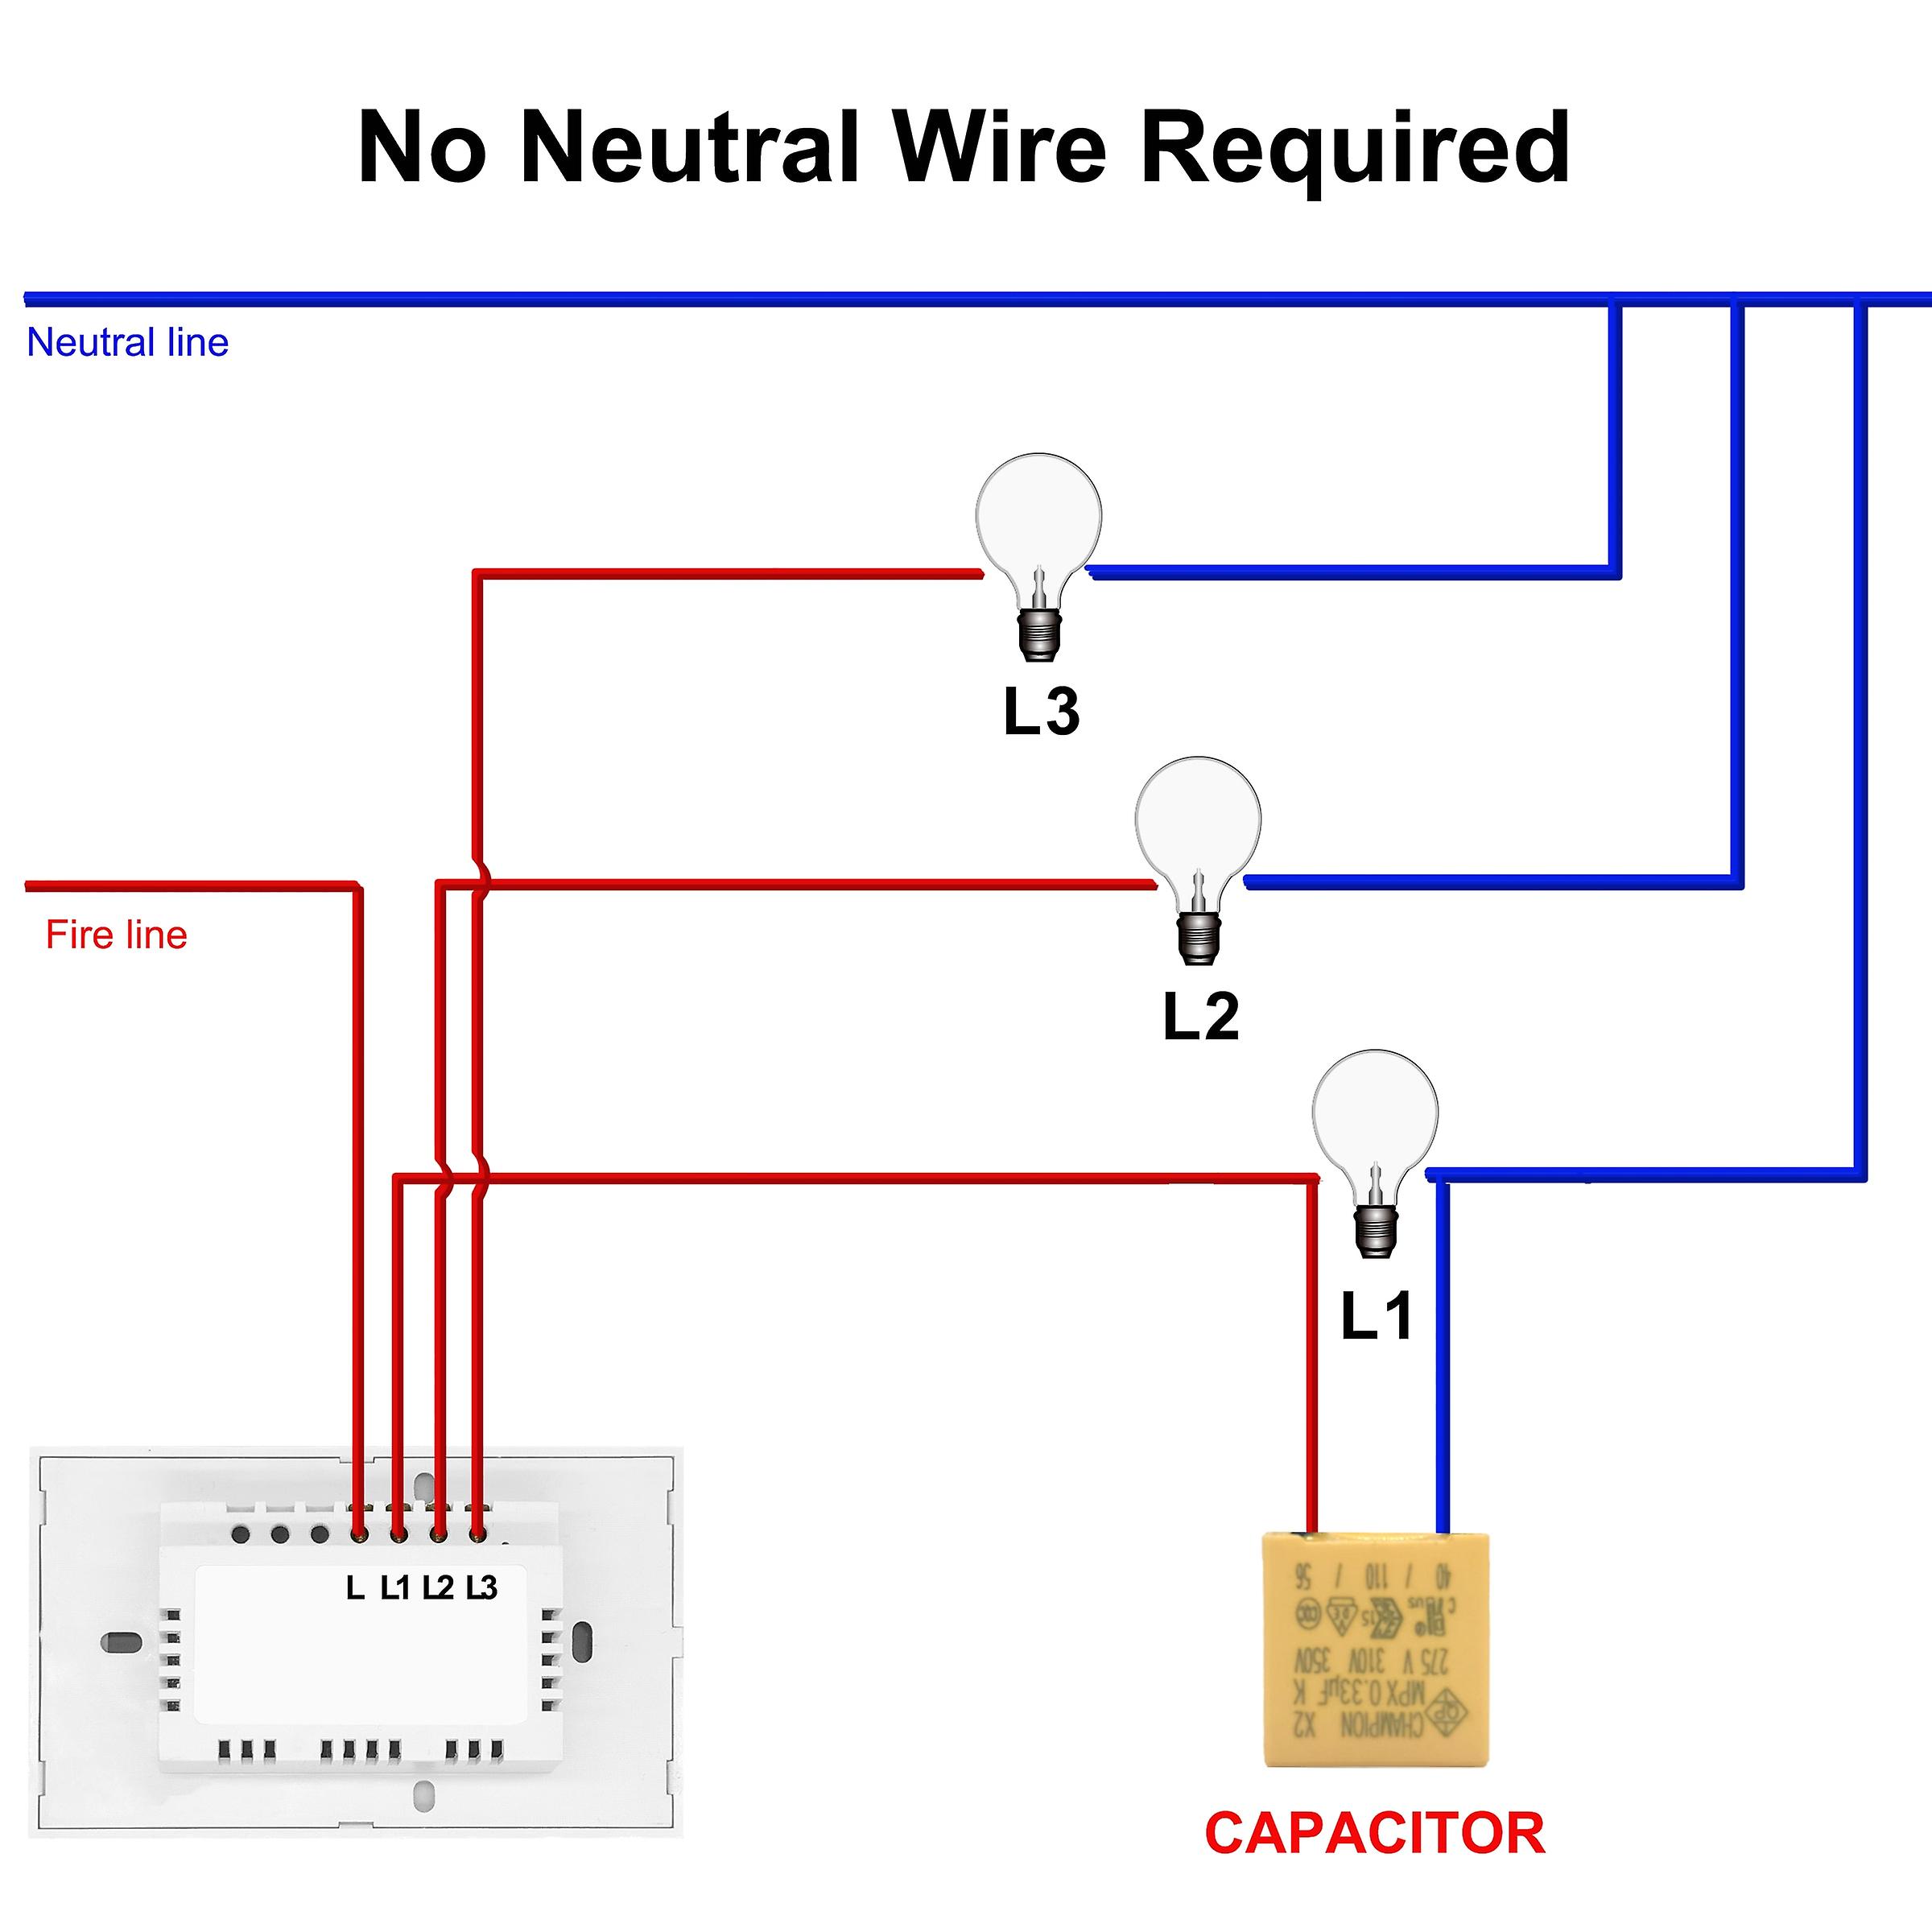 No Neutral Wire Required
Neutral line
L3
Fire line
L2
L1
L L1 L2 L3
40 / 110 / 56
275 V 310V 350V
MPX 0.33µF K
CHAMPION X2
CAPACITOR